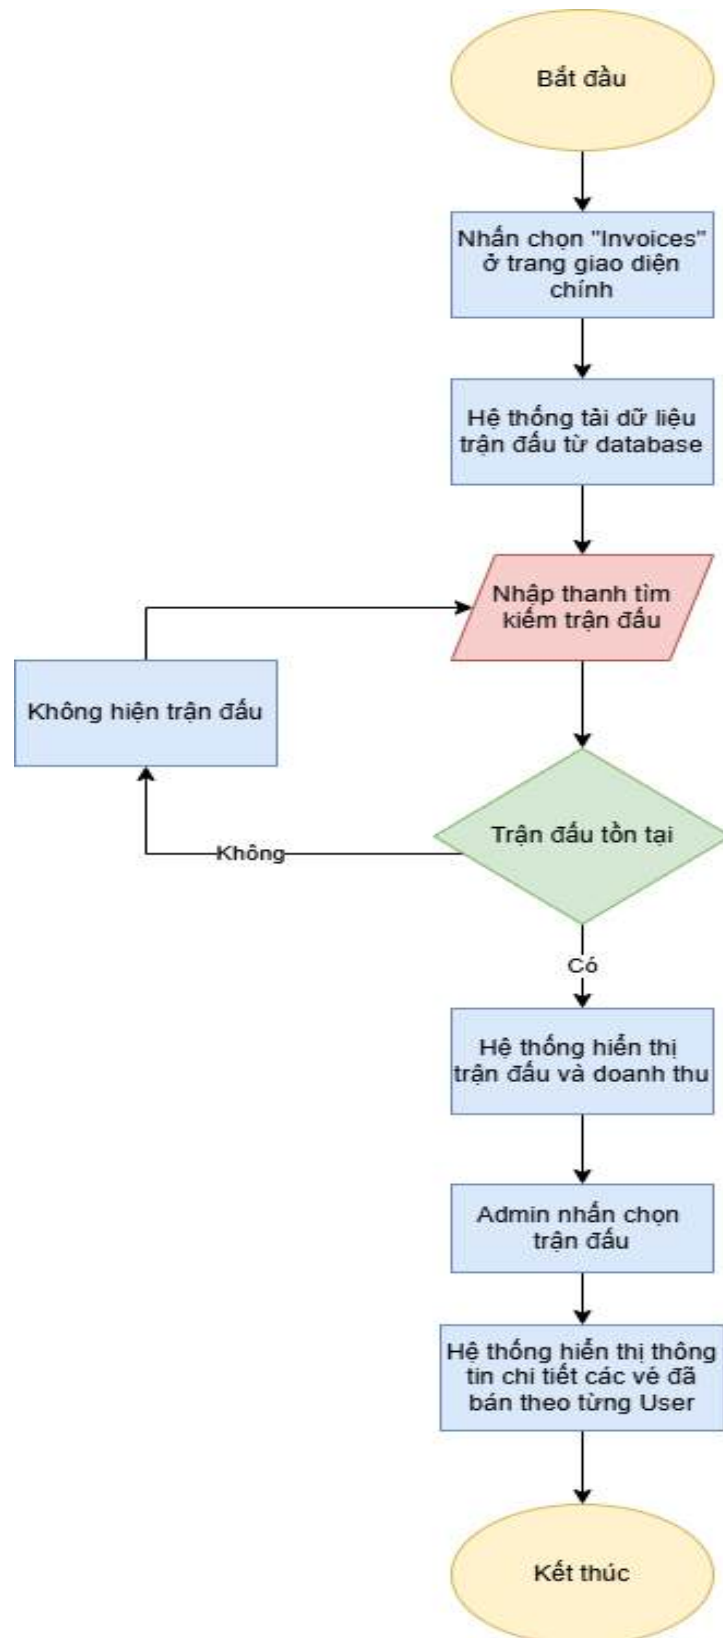 Bắt đầu
Nhấn chọn "Invoices"
ở trang giao diện
chính
Hệ thống tải dữ liệu
trận đấu từ database
Nhập thanh tìm
kiếm trận đấu
Không hiện trận đấu
Trận đấu tồn tại
Không
Có
Hệ thống hiển thị
trận đấu và doanh thu
Admin nhấn chọn
trận đấu
Hệ thống hiển thị thông
tin chi tiết các vé đã
bán theo từng User
Kết thúc